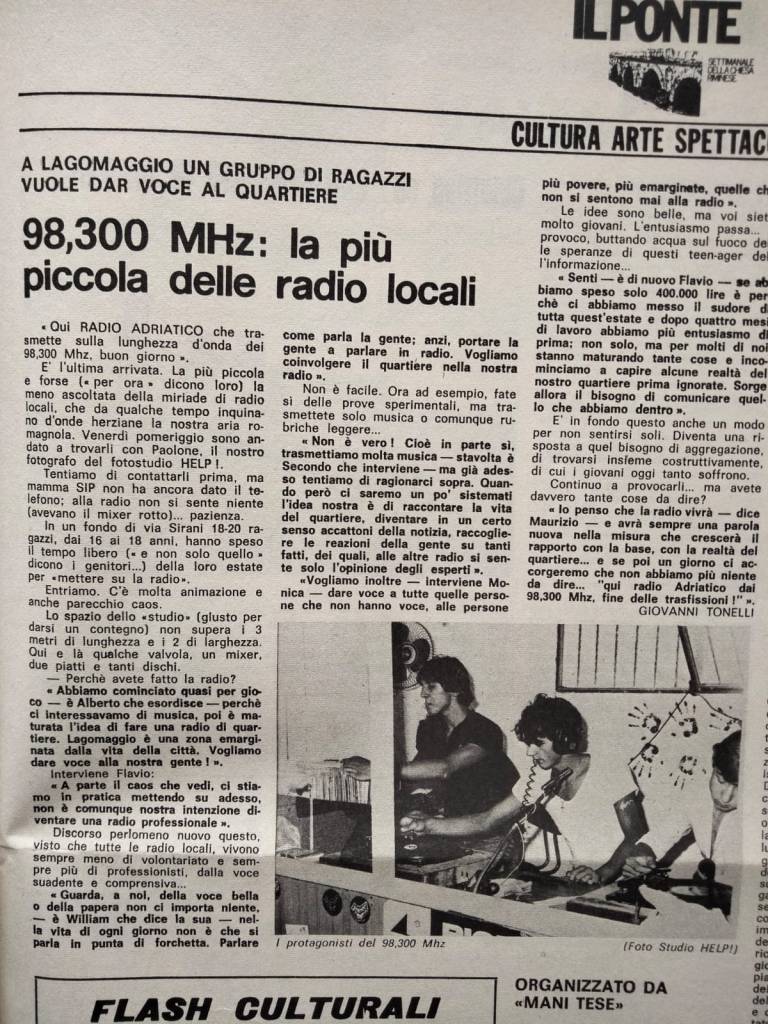 IL PONTE
SETTIMANALE
DELLA CHIESA
RIMINESE
CULTURA ARTE SPETTAC
A LAGOMAGGIO UN GRUPPO DI RAGAZZI
VUOLE DAR VOCE AL QUARTIERE
98,300 MHz: la più
piccola delle radio locali
«Qui RADIO ADRIATICO che tra-
smette sulla lunghezza d'onda dei
98,300 Mhz, buon giorno».
E' l'ultima arrivata. La più piccola
e forse (« per ora » dicono loro) la
meno ascoltata della miriade di radio
locali, che da qualche tempo inquina-
no d'onde herziane la nostra aria ro-
magnola. Venerdì pomeriggio sono an-
dato a trovarli con Paolone, il nostro
fotografo del fotostudio HELP!.
Tentiamo di contattarli prima, ma
mamma SIP non ha ancora dato il te-
lefono; alla radio non si sente niente
(avevano il mixer rotto)... pazienza.
In un fondo di via Sirani 18-20 ra-
gazzi, dai 16 ai 18 anni, hanno speso
il tempo libero (« e non solo quello »
dicono i genitori...) della loro estate
per «mettere su la radio».
Entriamo. C'è molta animazione e
anche parecchio caos.
Lo spazio dello «studio» (giusto per
darsi un contegno) non supera i 3
metri di lunghezza e i 2 di larghezza.
Qui e là qualche valvola, un mixer,
due piatti e tanti dischi.
— Perchè avete fatto la radio?
« Abbiamo cominciato quasi per gio-
co — è Alberto che esordisce — perchè
ci interessavamo di musica, poi è ma-
turata l'idea di fare una radio di quar-
tiere. Lagomaggio è una zona emargi-
nata dalla vita della città. Vogliamo
dare voce alla nostra gente ! ».
Interviene Flavio:
« A parte il caos che vedi, ci stia-
mo in pratica mettendo su adesso,
non è comunque nostra intenzione di-
ventare una radio professionale ».
Discorso perlomeno nuovo questo,
visto che tutte le radio locali, vivono
sempre meno di volontariato e sem-
pre più di professionisti, dalla voce
suadente e comprensiva...
« Guarda, a noi, della voce bella
o della papera non ci importa niente,
— è William che dice la sua — nel-
la vita di ogni giorno non è che si
parla in punta di forchetta. Parlare
come parla la gente; anzi, portare la
gente a parlare in radio. Vogliamo
coinvolgere il quartiere nella nostra
radio ».
Non è facile. Ora ad esempio, fate
sì delle prove sperimentali, ma tra-
smettete solo musica o comunque ru-
briche leggere...
« Non è vero ! Cioè in parte sì,
trasmettiamo molta musica — stavolta è
Secondo che interviene — ma già ades-
so tentiamo di ragionarci sopra. Quan-
do però ci saremo un po' sistemati
l'idea nostra è di raccontare la vita
del quartiere, diventare in un certo
senso accattoni della notizia, raccoglie-
re le reazioni della gente su tanti
fatti, dei quali, alle altre radio si sen-
te solo l'opinione degli esperti ».
«Vogliamo inoltre — interviene Mo-
nica — dare voce a tutte quelle perso-
ne che non hanno voce, alle persone
più povere, più emarginate, quelle ch
non si sentono mai alla radio ».
Le idee sono belle, ma voi siet
molto giovani. L'entusiasmo passa...
provoco, buttando acqua sul fuoco de
le speranze di questi teen-ager del
l'informazione...
« Senti — è di nuovo Flavio — se ab
biamo speso solo 400.000 lire è per
chè ci abbiamo messo il sudore di
tutta quest'estate e dopo quattro mesi
di lavoro abbiamo più entusiasmo di
prima; non solo, ma per molti di noi
stanno maturando tante cose e inco-
minciamo a capire alcune realtà del
nostro quartiere prima ignorate. Sorge
allora il bisogno di comunicare quel-
lo che abbiamo dentro ».
E' in fondo questo anche un modo
per non sentirsi soli. Diventa una ri-
sposta a quel bisogno di aggregazione,
di trovarsi insieme costruttivamente,
di cui i giovani oggi tanto soffrono.
Continuo a provocarli... ma avete
davvero tante cose da dire?
« Io penso che la radio vivrà — dice
Maurizio — e avrà sempre una parola
nuova nella misura che crescerà il
rapporto con la base, con la realtà del
quartiere... e se poi un giorno ci ac-
corgeremo che non abbiamo più niente
da dire... "qui radio Adriatico dai
98,300 Mhz, fine delle trasfissioni!" ».
GIOVANNI TONELLI
I protagonisti dei 98,300 Mhz
(Foto Studio HELP!)
FLASH CULTURALI
ORGANIZZATO DA
«MANI TESE»